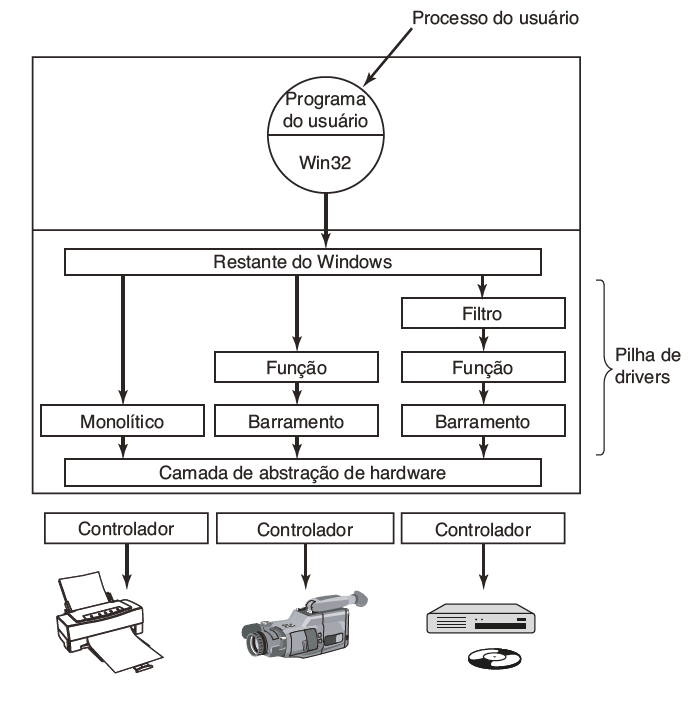 Processo do usuário
Programa
do usuário
Win32
Restante do Windows
Filtro
Função
Função
Pilha de
drivers
Monolítico
Barramento
Barramento
Camada de abstração de hardware
Controlador
Controlador
Controlador